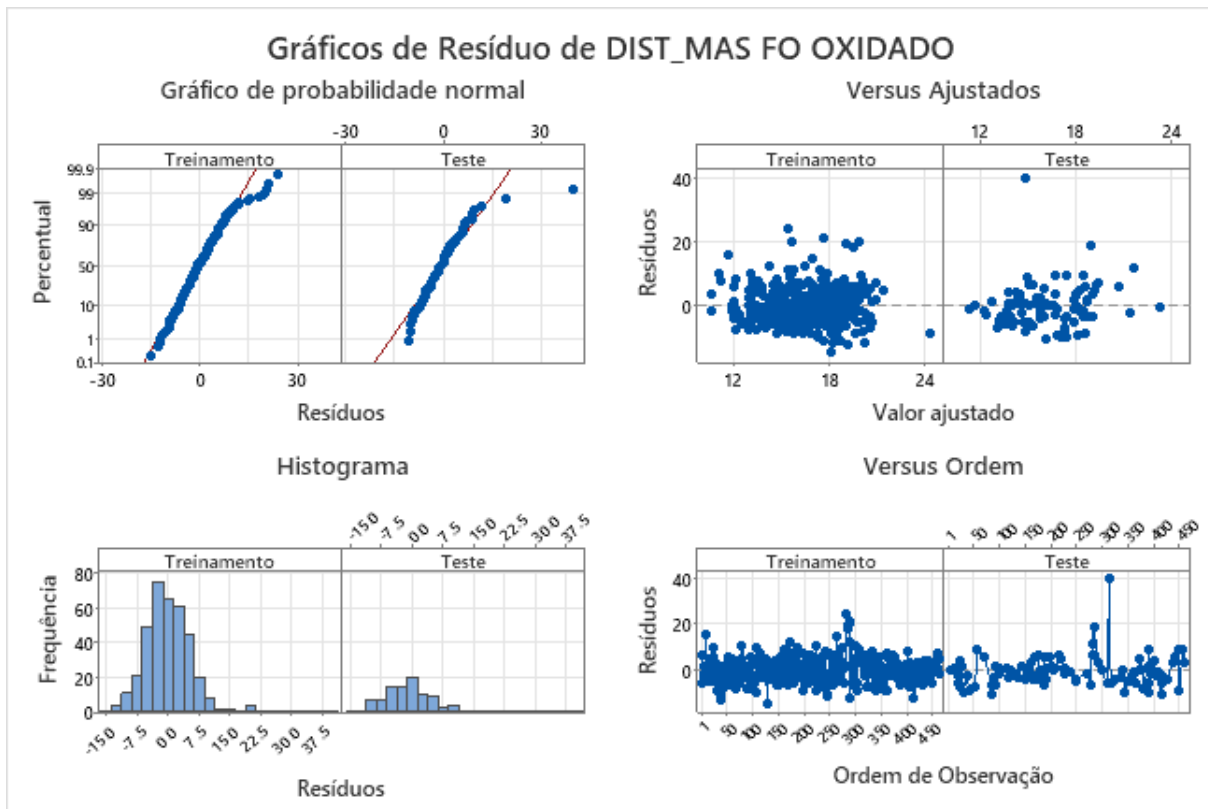 Gráficos de Resíduo de DIST_MAS FO OXIDADO
Gráfico de probabilidade normal
-30 0 30
Treinamento Teste
99.9
99
90
50
10
1
0.1
Percentual
-30 0 30
Resíduos
Versus Ajustados
12 18 24
Treinamento Teste
40
20
0
Resíduos
12 18 24
Valor ajustado
Histograma
-15.0 -7.5 0.0 7.5 15.0 22.5 30.0 37.5
Treinamento Teste
80
60
40
20
0
Frequência
-15.0 -7.5 0.0 7.5 15.0 22.5 30.0 37.5
Resíduos
Versus Ordem
1 50 100 150 200 250 300 350 400 450
Treinamento Teste
40
20
0
Resíduos
1 50 100 150 200 250 300 350 400 450
Ordem de Observação